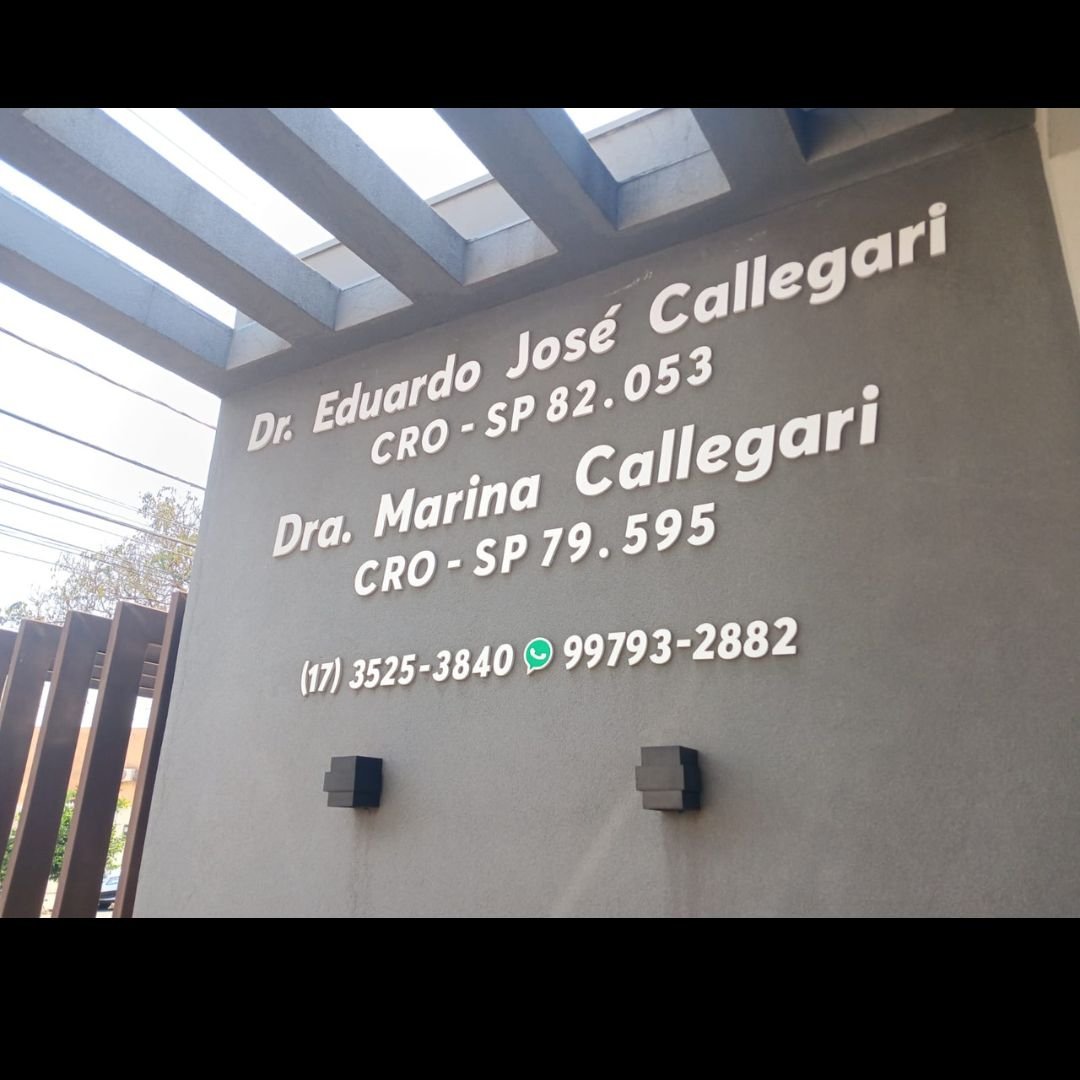 Dr. Eduardo José Callegari
CRO - SP 82.053
Dra. Marina Callegari
CRO - SP 79.595
(17) 3525-3840 99793-2882